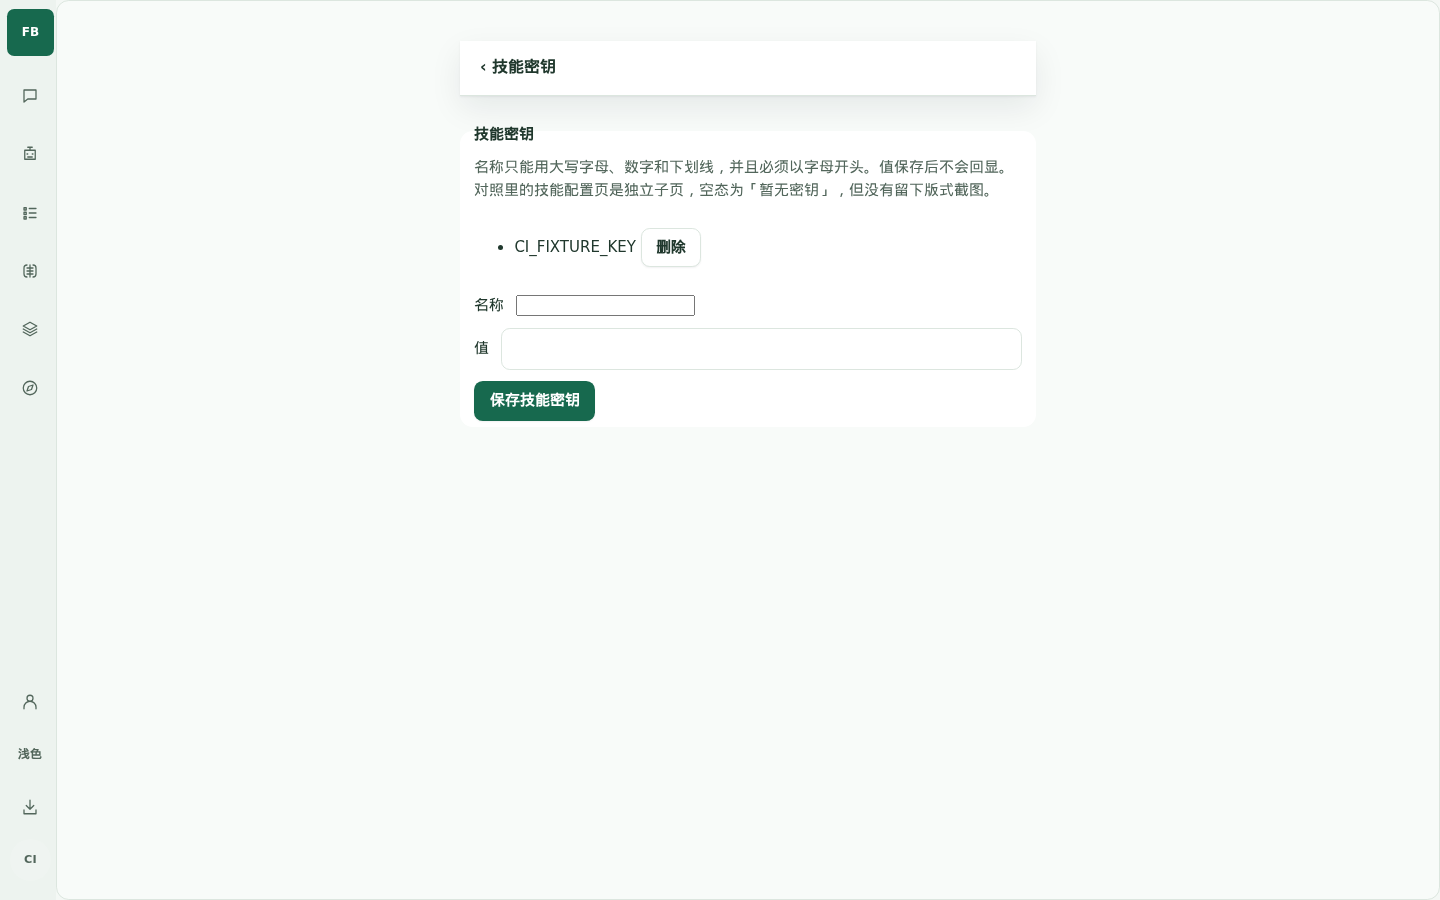 FB
‹ 技能密钥
技能密钥
名称只能用大写字母、数字和下划线，并且必须以字母开头。值保存后不会回显。
对照里的技能配置页是独立子页，空态为「暂无密钥」，但没有留下版式截图。
• CI_FIXTURE_KEY 删除
名称
值
保存技能密钥
浅色
CI